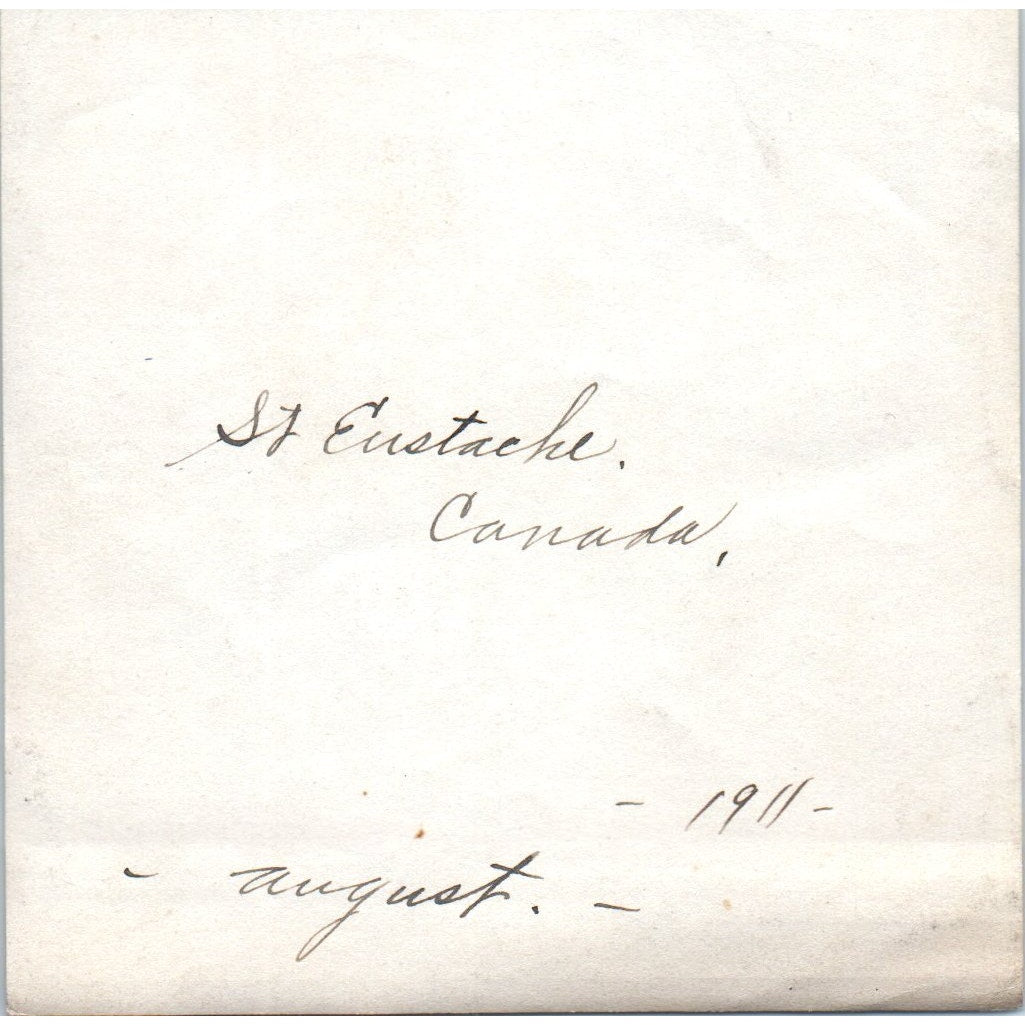 St Eustache.
Canada,
- 1911 -
- august. -